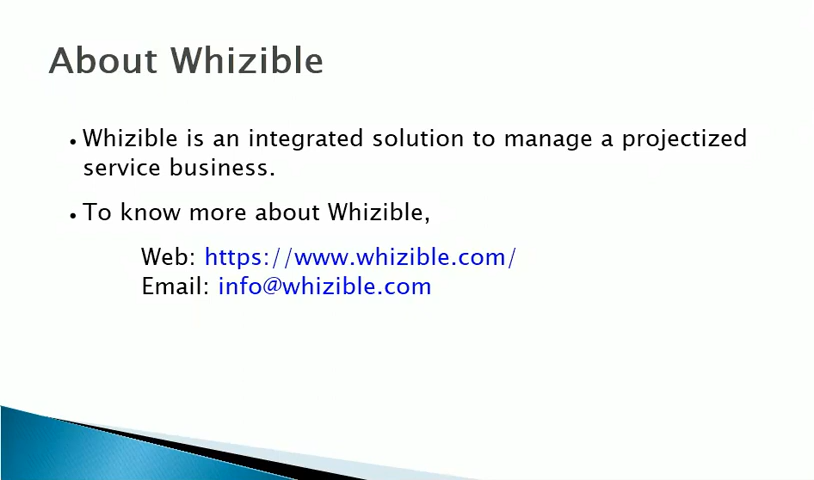 About Whizible
• Whizible is an integrated solution to manage a projectized
service business.
• To know more about Whizible,
Web: https://www.whizible.com/
Email: info@whizible.com